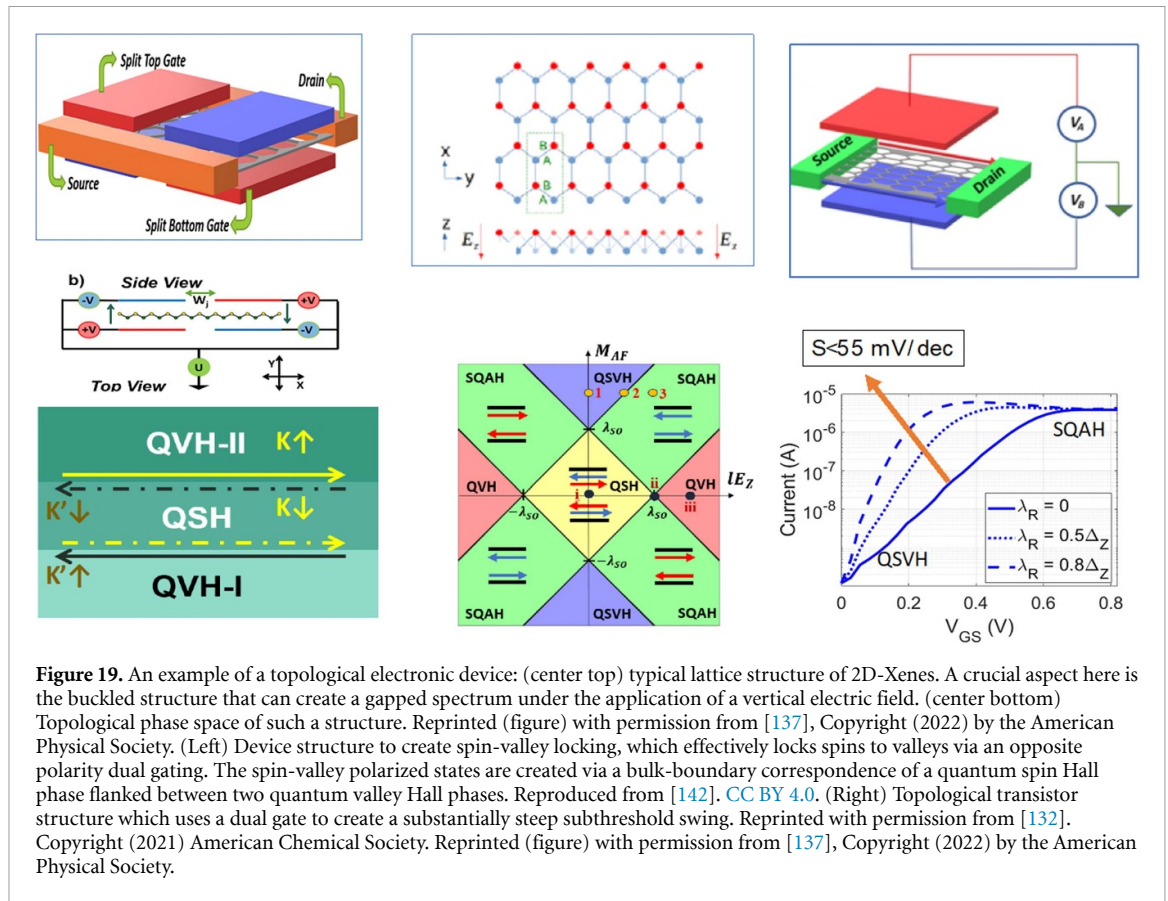 Split Top Gate
Drain
Source
Split Bottom Gate
B
A
B
A
X
y
Z
E_z
E_z
Source
Drain
V_A
V_B
b) Side View
-V
W_j
+V
+V
-V
U
Y
X
Top View
QVH-II
K↑
K'↓
QSH
K↓
K'↑
QVH-I
M_AF
SQAH
QSVH
SQAH
1
2
3
λ_SO
QVH
QSH
QVH
lE_Z
i
ii
iii
-λ_SO
λ_SO
-λ_SO
SQAH
QSVH
SQAH
S<55 mV/dec
10^-5
10^-6
10^-7
10^-8
Current (A)
SQAH
QSVH
λ_R = 0
λ_R = 0.5Δ_Z
λ_R = 0.8Δ_Z
0 0.2 0.4 0.6 0.8
V_GS (V)
Figure 19. An example of a topological electronic device: (center top) typical lattice structure of 2D-Xenes. A crucial aspect here is
the buckled structure that can create a gapped spectrum under the application of a vertical electric field. (center bottom)
Topological phase space of such a structure. Reprinted (figure) with permission from [137], Copyright (2022) by the American
Physical Society. (Left) Device structure to create spin-valley locking, which effectively locks spins to valleys via an opposite
polarity dual gating. The spin-valley polarized states are created via a bulk-boundary correspondence of a quantum spin Hall
phase flanked between two quantum valley Hall phases. Reproduced from [142]. CC BY 4.0. (Right) Topological transistor
structure which uses a dual gate to create a substantially steep subthreshold swing. Reprinted with permission from [132].
Copyright (2021) American Chemical Society. Reprinted (figure) with permission from [137], Copyright (2022) by the American
Physical Society.